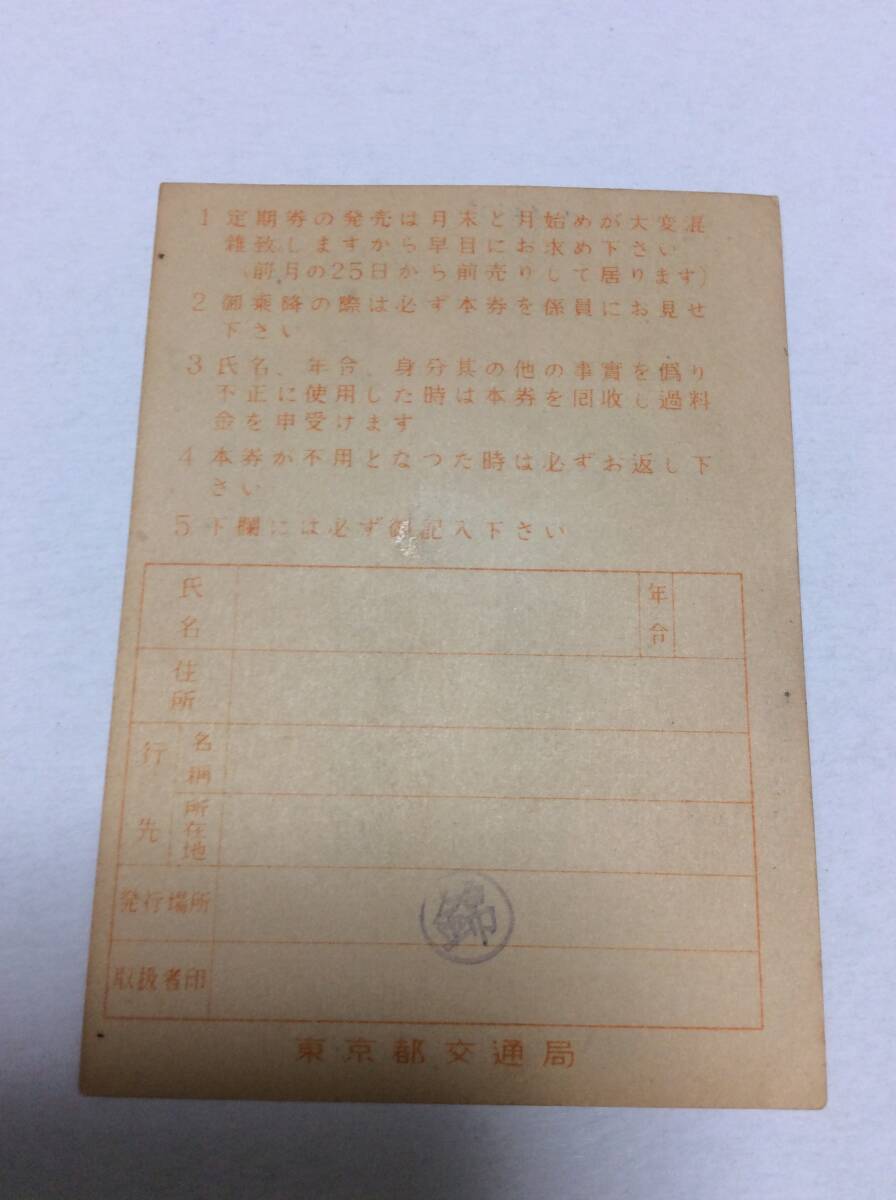 1 定期券の発売は月末と月始めが大変混
雑致しますから早目にお求め下さい
(前月の25日から前売りして居ります)
2 御乗降の際は必ず本券を係員にお見せ
下さい
3 氏名、年令、身分其の他の事實を偽り
不正に使用した時は本券を回收し過料
金を申受けます
4 本券が不用となつた時は必ずお返し下
さい
5 下欄には必ず御記入下さい
氏名
年令
住所
行先
名稱
所在地
発行場所
錦
取扱者印
東京都交通局